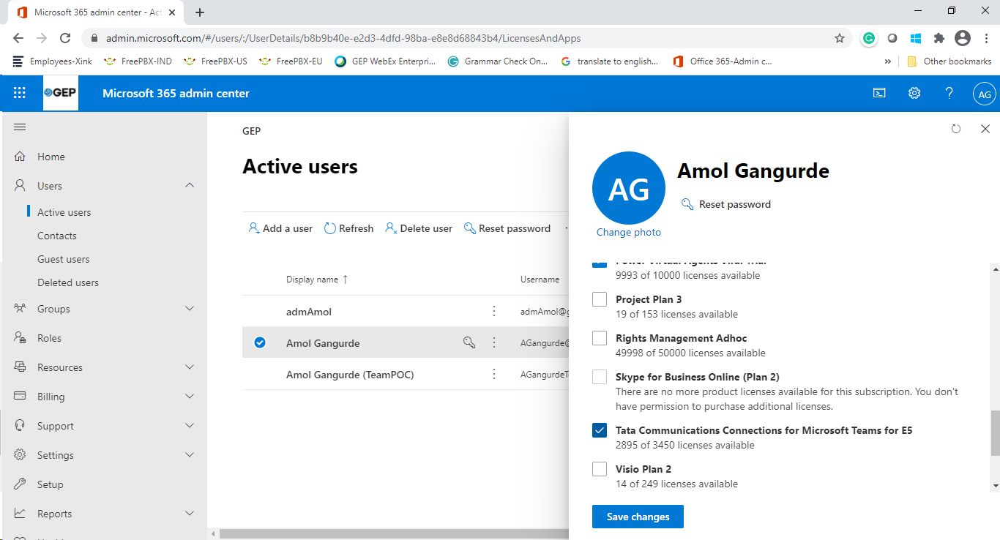 Microsoft 365 admin center - Act
admin.microsoft.com/#/users/:/UserDetails/b8b9b40e-e2d3-4dfd-98ba-e8e8d68843b4/LicensesAndApps
Employees-Xink
FreePBX-IND
FreePBX-US
FreePBX-EU
GEP WebEx Enterpri...
Grammar Check On...
translate to english...
Office 365-Admin c...
»
Other bookmarks
GEP
Microsoft 365 admin center
AG
Home
Users
Active users
Contacts
Guest users
Deleted users
Groups
Roles
Resources
Billing
Support
Settings
Setup
Reports
GEP
Active users
Add a user
Refresh
Delete user
Reset password
Display name ↑
Username
admAmol
admAmol@g
Amol Gangurde
AGangurde@
Amol Gangurde (TeamPOC)
AGangurdeT
AG
Amol Gangurde
Reset password
Change photo
Power Virtual Agents Viral Trial
9993 of 10000 licenses available
Project Plan 3
19 of 153 licenses available
Rights Management Adhoc
49998 of 50000 licenses available
Skype for Business Online (Plan 2)
There are no more product licenses available for this subscription. You don't
have permission to purchase additional licenses.
Tata Communications Connections for Microsoft Teams for E5
2895 of 3450 licenses available
Visio Plan 2
14 of 249 licenses available
Save changes